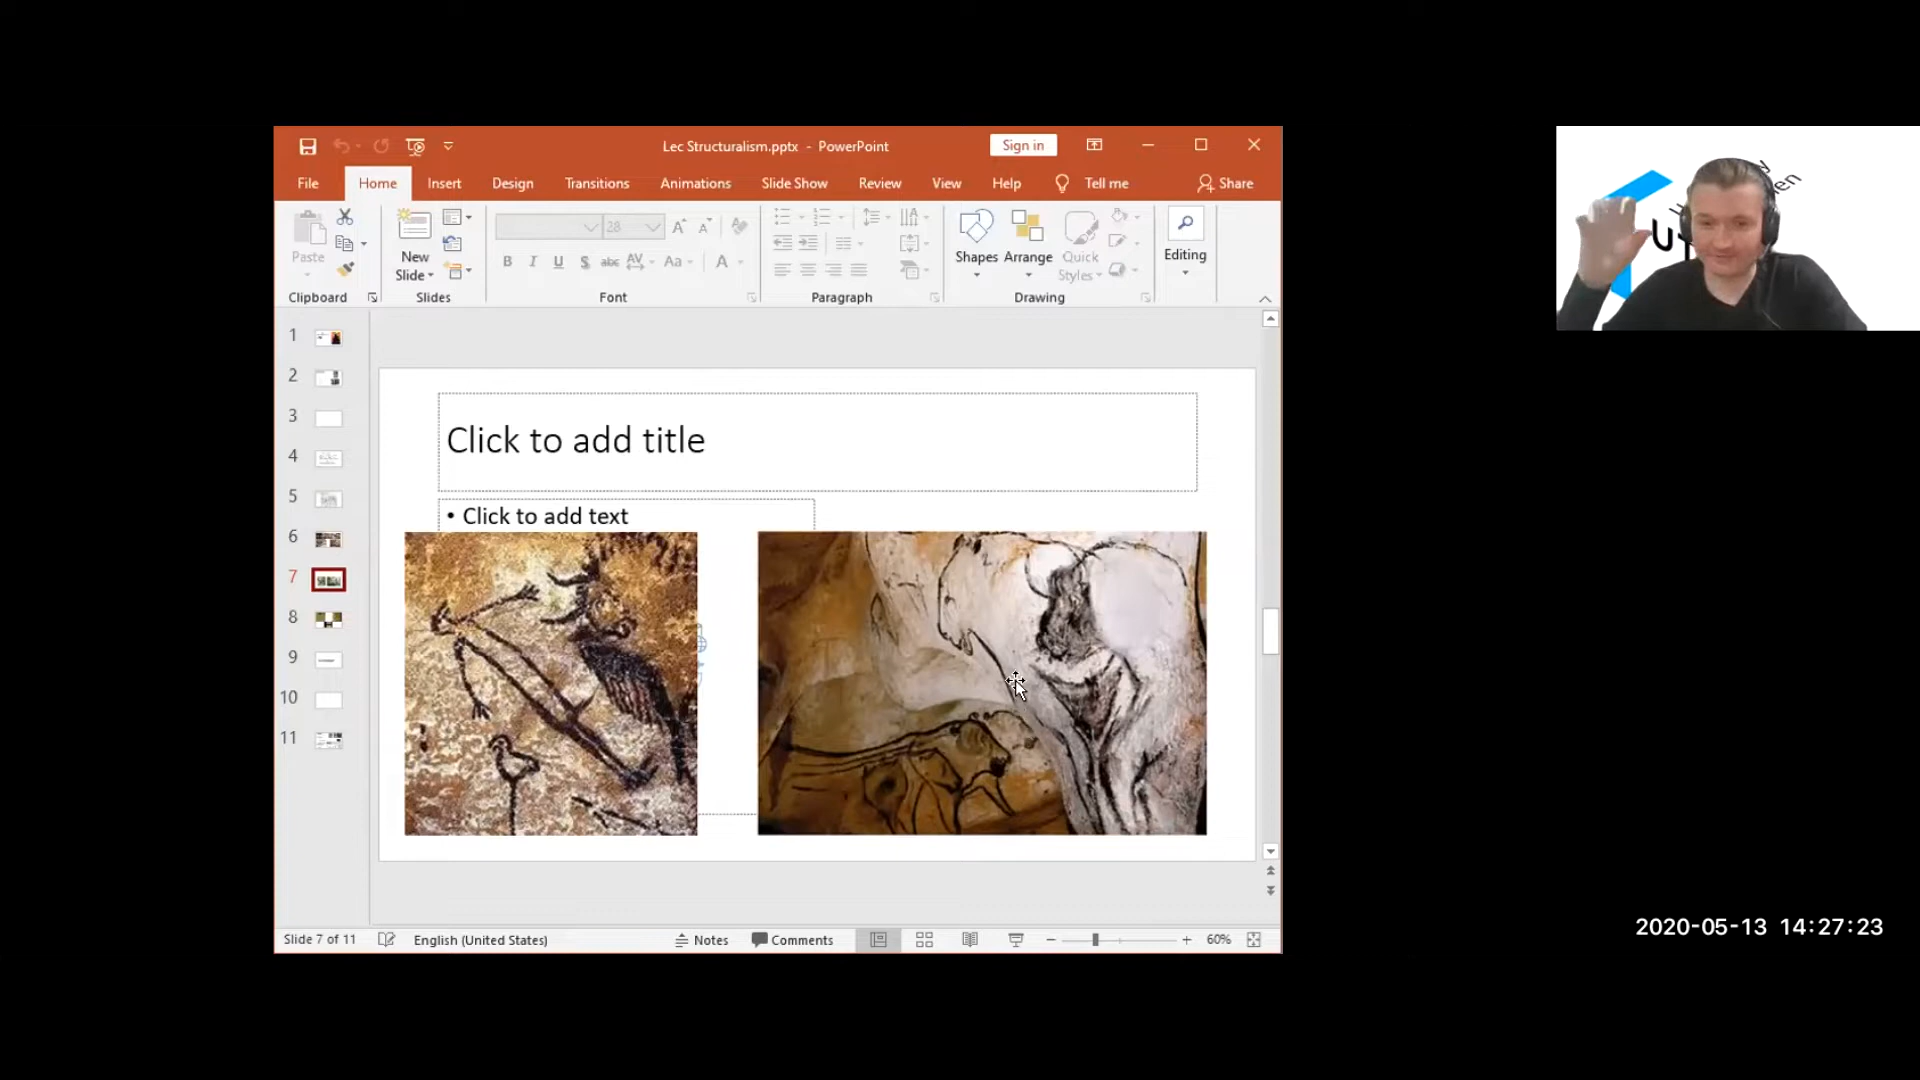 Lec Structuralism.pptx - PowerPoint
Sign in
File Home Insert Design Transitions Animations Slide Show Review View Help Tell me Share
28
Paste
New Slide
B I U S abc AV Aa A
Shapes Arrange Quick Styles
Editing
Clipboard Slides Font Paragraph Drawing
1
2
3
4
5
6
7
8
9
10
11
Click to add title
• Click to add text
Slide 7 of 11 English (United States) Notes Comments 60%
2020-05-13 14:27:23